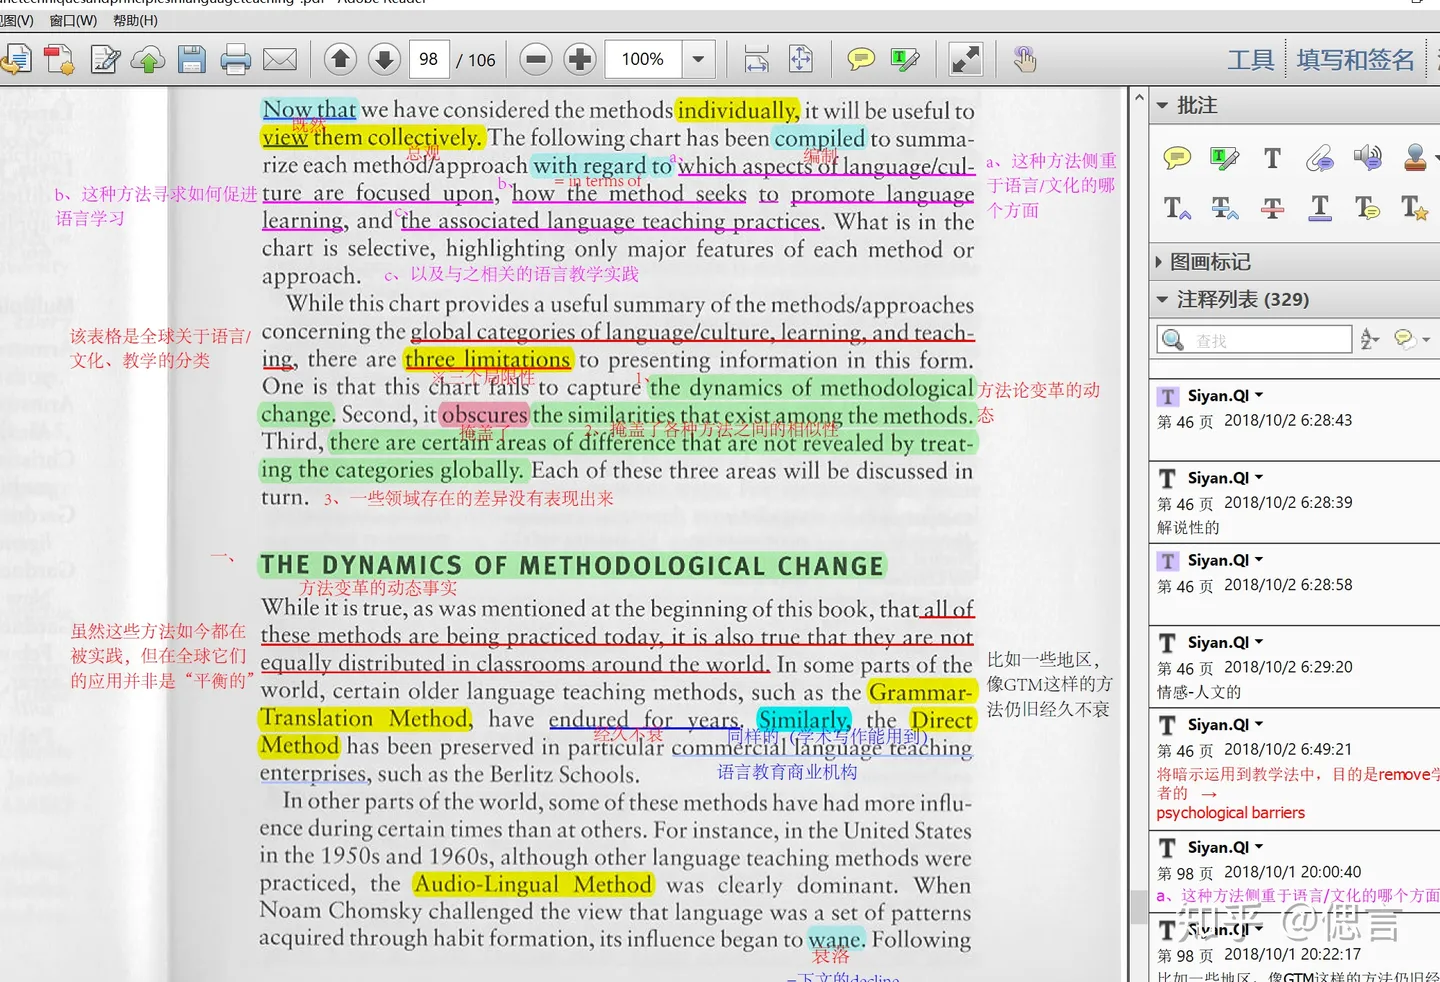 anetechniquesandprinciplesinlanguageteaching .pdf - Adobe Reader
视图(V) 窗口(W) 帮助(H)
98 / 106 100% 工具 填写和签名
Now that we have considered the methods individually, it will be useful to
既然
view them collectively. The following chart has been compiled to summa-
总观 编制
rize each method/approach with regard to a、which aspects of language/cul-
= in terms of
a、这种方法侧重
于语言/文化的哪
个方面
b、这种方法寻求如何促进
语言学习
ture are focused upon, b、how the method seeks to promote language
learning, and c、the associated language teaching practices. What is in the
chart is selective, highlighting only major features of each method or
approach. c、以及与之相关的语言教学实践
While this chart provides a useful summary of the methods/approaches
该表格是全球关于语言/
文化、教学的分类
concerning the global categories of language/culture, learning, and teach-
ing, there are three limitations to presenting information in this form.
※三个局限性
One is that this chart fails to capture 1、the dynamics of methodological
方法论变革的动
态
change. Second, it obscures the similarities that exist among the methods.
掩盖了 2、掩盖了各种方法之间的相似性
Third, there are certain areas of difference that are not revealed by treat-
ing the categories globally. Each of these three areas will be discussed in
turn. 3、一些领域存在的差异没有表现出来
一、 THE DYNAMICS OF METHODOLOGICAL CHANGE
方法变革的动态事实
While it is true, as was mentioned at the beginning of this book, that all of
虽然这些方法如今都在
被实践，但在全球它们
的应用并非是“平衡的”
these methods are being practiced today, it is also true that they are not
equally distributed in classrooms around the world. In some parts of the
比如一些地区，
像GTM这样的方
法仍旧经久不衰
world, certain older language teaching methods, such as the Grammar-
Translation Method, have endured for years. Similarly, the Direct
经久不衰 同样的（学术写作能用到）
Method has been preserved in particular commercial language teaching
enterprises, such as the Berlitz Schools.
语言教育商业机构
In other parts of the world, some of these methods have had more influ-
ence during certain times than at others. For instance, in the United States
in the 1950s and 1960s, although other language teaching methods were
practiced, the Audio-Lingual Method was clearly dominant. When
Noam Chomsky challenged the view that language was a set of patterns
acquired through habit formation, its influence began to wane. Following
衰落
=下文的decline
批注
图画标记
注释列表 (329)
查找
Siyan.QI
第 46 页 2018/10/2 6:28:43
Siyan.QI
第 46 页 2018/10/2 6:28:39
解说性的
Siyan.QI
第 46 页 2018/10/2 6:28:58
Siyan.QI
第 46 页 2018/10/2 6:29:20
情感-人文的
Siyan.QI
第 46 页 2018/10/2 6:49:21
将暗示运用到教学法中，目的是remove学
者的 →
psychological barriers
Siyan.QI
第 98 页 2018/10/1 20:00:40
a、这种方法侧重于语言/文化的哪个方面
Siyan.QI
第 98 页 2018/10/1 20:22:17
比如一些地区，像GTM这样的方法仍旧经
知乎 @偲言